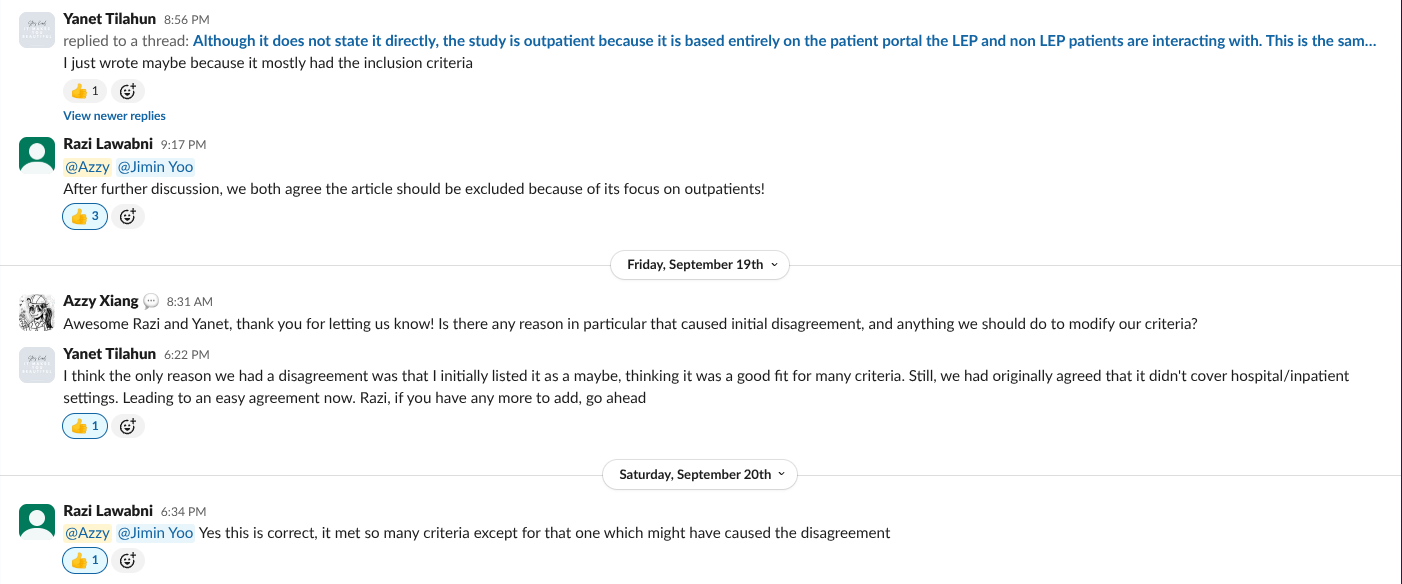 Yanet Tilahun 8:56 PM
replied to a thread: Although it does not state it directly, the study is outpatient because it is based entirely on the patient portal the LEP and non LEP patients are interacting with. This is the sam...
I just wrote maybe because it mostly had the inclusion criteria
👍 1
View newer replies
Razi Lawabni 9:17 PM
@Azzy @Jimin Yoo
After further discussion, we both agree the article should be excluded because of its focus on outpatients!
👍 3
Friday, September 19th
Azzy Xiang 💬 8:31 AM
Awesome Razi and Yanet, thank you for letting us know! Is there any reason in particular that caused initial disagreement, and anything we should do to modify our criteria?
Yanet Tilahun 6:22 PM
I think the only reason we had a disagreement was that I initially listed it as a maybe, thinking it was a good fit for many criteria. Still, we had originally agreed that it didn't cover hospital/inpatient
settings. Leading to an easy agreement now. Razi, if you have any more to add, go ahead
👍 1
Saturday, September 20th
Razi Lawabni 6:34 PM
@Azzy @Jimin Yoo Yes this is correct, it met so many criteria except for that one which might have caused the disagreement
👍 1